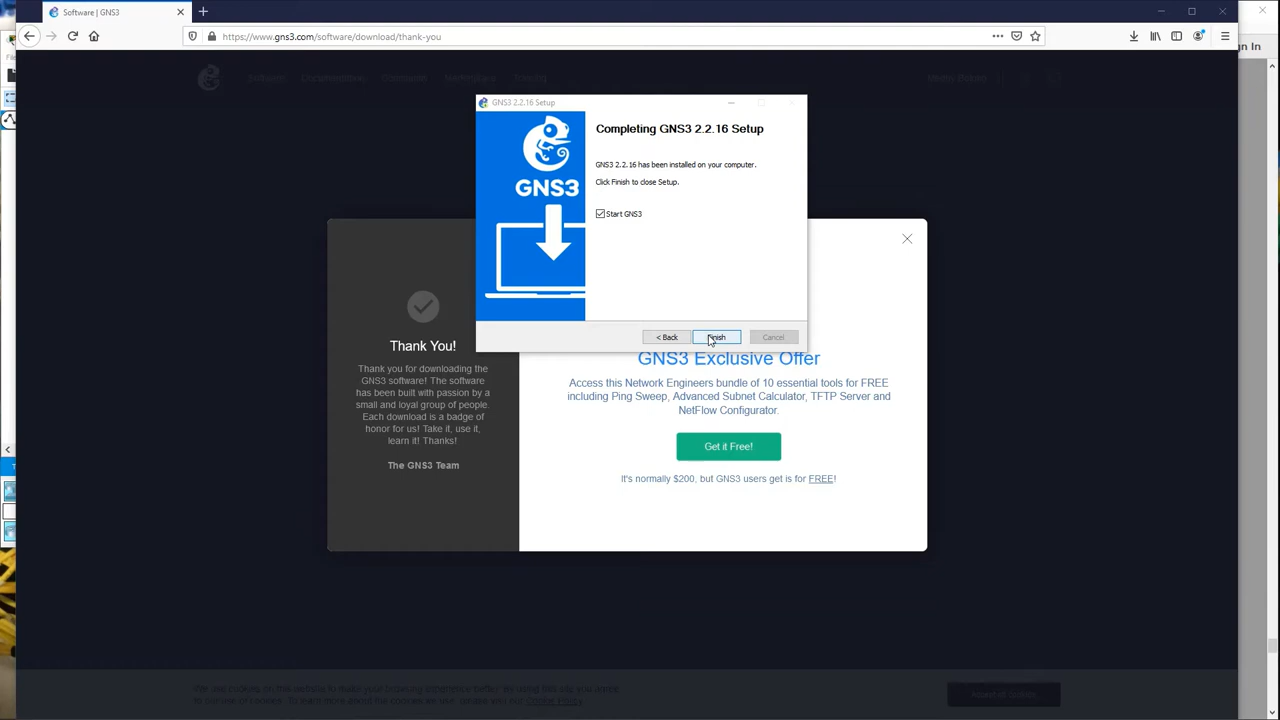 Software | GNS3
https://www.gns3.com/software/download/thank-you
Software
Documentation
Community
Marketplace
Training
GNS3 2.2.16 Setup
GNS3
Completing GNS3 2.2.16 Setup
GNS3 2.2.16 has been installed on your computer.
Click Finish to close Setup.
Start GNS3
< Back
Finish
Cancel
Thank You!
Thank you for downloading the
GNS3 software! The software
has been built with passion by a
small and loyal group of people.
Each download is a badge of
honor for us! Take it, use it,
learn it! Thanks!
The GNS3 Team
GNS3 Exclusive Offer
Access this Network Engineers bundle of 10 essential tools for FREE
including Ping Sweep, Advanced Subnet Calculator, TFTP Server and
NetFlow Configurator.
Get it Free!
It's normally $200, but GNS3 users get is for FREE!